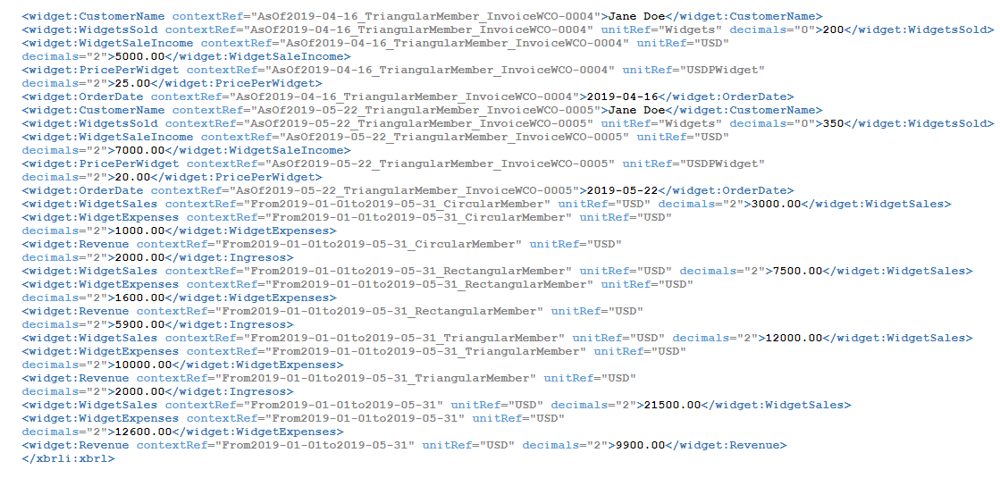 <widget:CustomerName contextRef="AsOf2019-04-16_TriangularMember_InvoiceWCO-0004">Jane Doe</widget:CustomerName>
<widget:WidgetsSold contextRef="AsOf2019-04-16_TriangularMember_InvoiceWCO-0004" unitRef="Widgets" decimals="0">200</widget:WidgetsSold>
<widget:WidgetSaleIncome contextRef="AsOf2019-04-16_TriangularMember_InvoiceWCO-0004" unitRef="USD"
decimals="2">5000.00</widget:WidgetSaleIncome>
<widget:PricePerWidget contextRef="AsOf2019-04-16_TriangularMember_InvoiceWCO-0004" unitRef="USDPWidget"
decimals="2">25.00</widget:PricePerWidget>
<widget:OrderDate contextRef="AsOf2019-04-16_TriangularMember_InvoiceWCO-0004">2019-04-16</widget:OrderDate>
<widget:CustomerName contextRef="AsOf2019-05-22_TriangularMember_InvoiceWCO-0005">Jane Doe</widget:CustomerName>
<widget:WidgetsSold contextRef="AsOf2019-05-22_TriangularMember_InvoiceWCO-0005" unitRef="Widgets" decimals="0">350</widget:WidgetsSold>
<widget:WidgetSaleIncome contextRef="AsOf2019-05-22_TriangularMember_InvoiceWCO-0005" unitRef="USD"
decimals="2">7000.00</widget:WidgetSaleIncome>
<widget:PricePerWidget contextRef="AsOf2019-05-22_TriangularMember_InvoiceWCO-0005" unitRef="USDPWidget"
decimals="2">20.00</widget:PricePerWidget>
<widget:OrderDate contextRef="AsOf2019-05-22_TriangularMember_InvoiceWCO-0005">2019-05-22</widget:OrderDate>
<widget:WidgetSales contextRef="From2019-01-01to2019-05-31_CircularMember" unitRef="USD" decimals="2">3000.00</widget:WidgetSales>
<widget:WidgetExpenses contextRef="From2019-01-01to2019-05-31_CircularMember" unitRef="USD"
decimals="2">1000.00</widget:WidgetExpenses>
<widget:Revenue contextRef="From2019-01-01to2019-05-31_CircularMember" unitRef="USD"
decimals="2">2000.00</widget:Ingresos>
<widget:WidgetSales contextRef="From2019-01-01to2019-05-31_RectangularMember" unitRef="USD" decimals="2">7500.00</widget:WidgetSales>
<widget:WidgetExpenses contextRef="From2019-01-01to2019-05-31_RectangularMember" unitRef="USD"
decimals="2">1600.00</widget:WidgetExpenses>
<widget:Revenue contextRef="From2019-01-01to2019-05-31_RectangularMember" unitRef="USD"
decimals="2">5900.00</widget:Ingresos>
<widget:WidgetSales contextRef="From2019-01-01to2019-05-31_TriangularMember" unitRef="USD" decimals="2">12000.00</widget:WidgetSales>
<widget:WidgetExpenses contextRef="From2019-01-01to2019-05-31_TriangularMember" unitRef="USD"
decimals="2">10000.00</widget:WidgetExpenses>
<widget:Revenue contextRef="From2019-01-01to2019-05-31_TriangularMember" unitRef="USD"
decimals="2">2000.00</widget:Ingresos>
<widget:WidgetSales contextRef="From2019-01-01to2019-05-31" unitRef="USD" decimals="2">21500.00</widget:WidgetSales>
<widget:WidgetExpenses contextRef="From2019-01-01to2019-05-31" unitRef="USD"
decimals="2">12600.00</widget:WidgetExpenses>
<widget:Revenue contextRef="From2019-01-01to2019-05-31" unitRef="USD" decimals="2">9900.00</widget:Revenue>
</xbrli:xbrl>